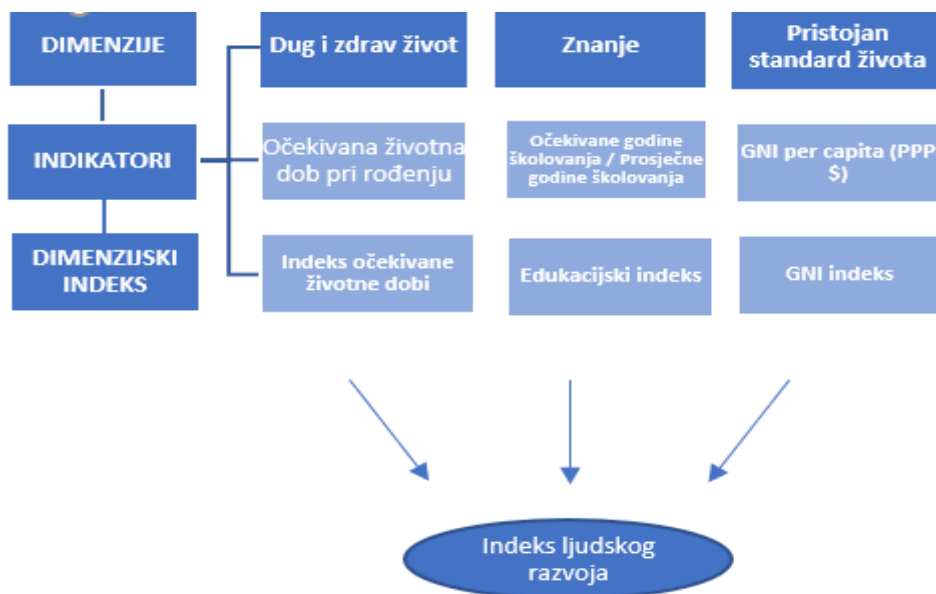 DIMENZIJE
Dug i zdrav život
Znanje
Pristojan
standard života
INDIKATORI
Očekivana životna
dob pri rođenju
Očekivane godine
školovanja / Prosječne
godine školovanja
GNI per capita (PPP
$)
DIMENZIJSKI
INDEKS
Indeks očekivane
životne dobi
Edukacijski indeks
GNI indeks
Indeks ljudskog
razvoja